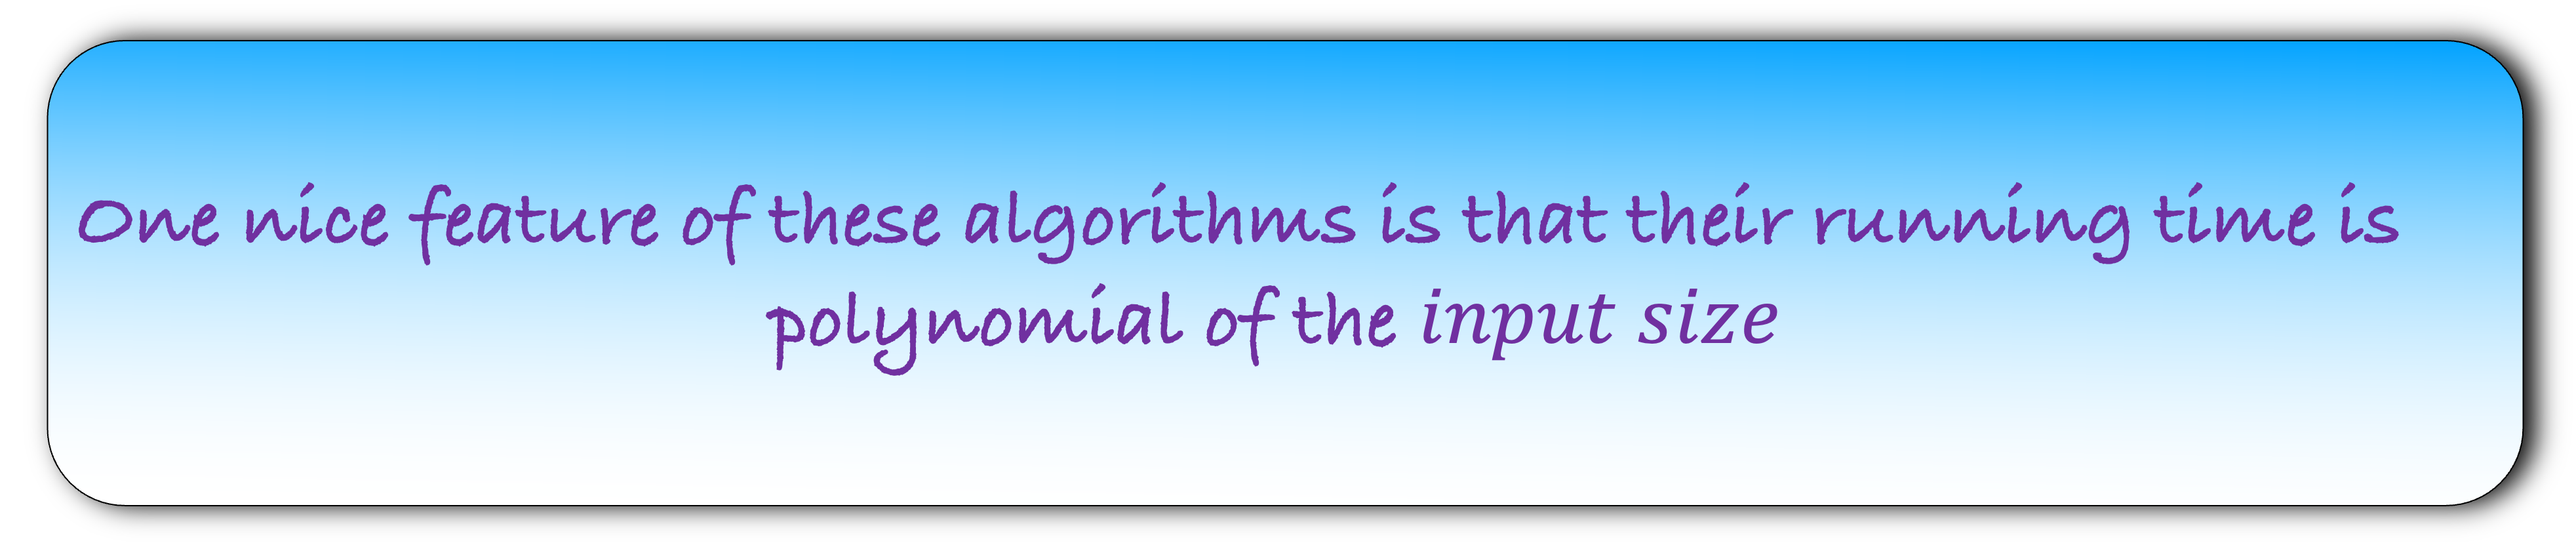 One nice feature of these algorithms is that their running time is
polynomial of the input size